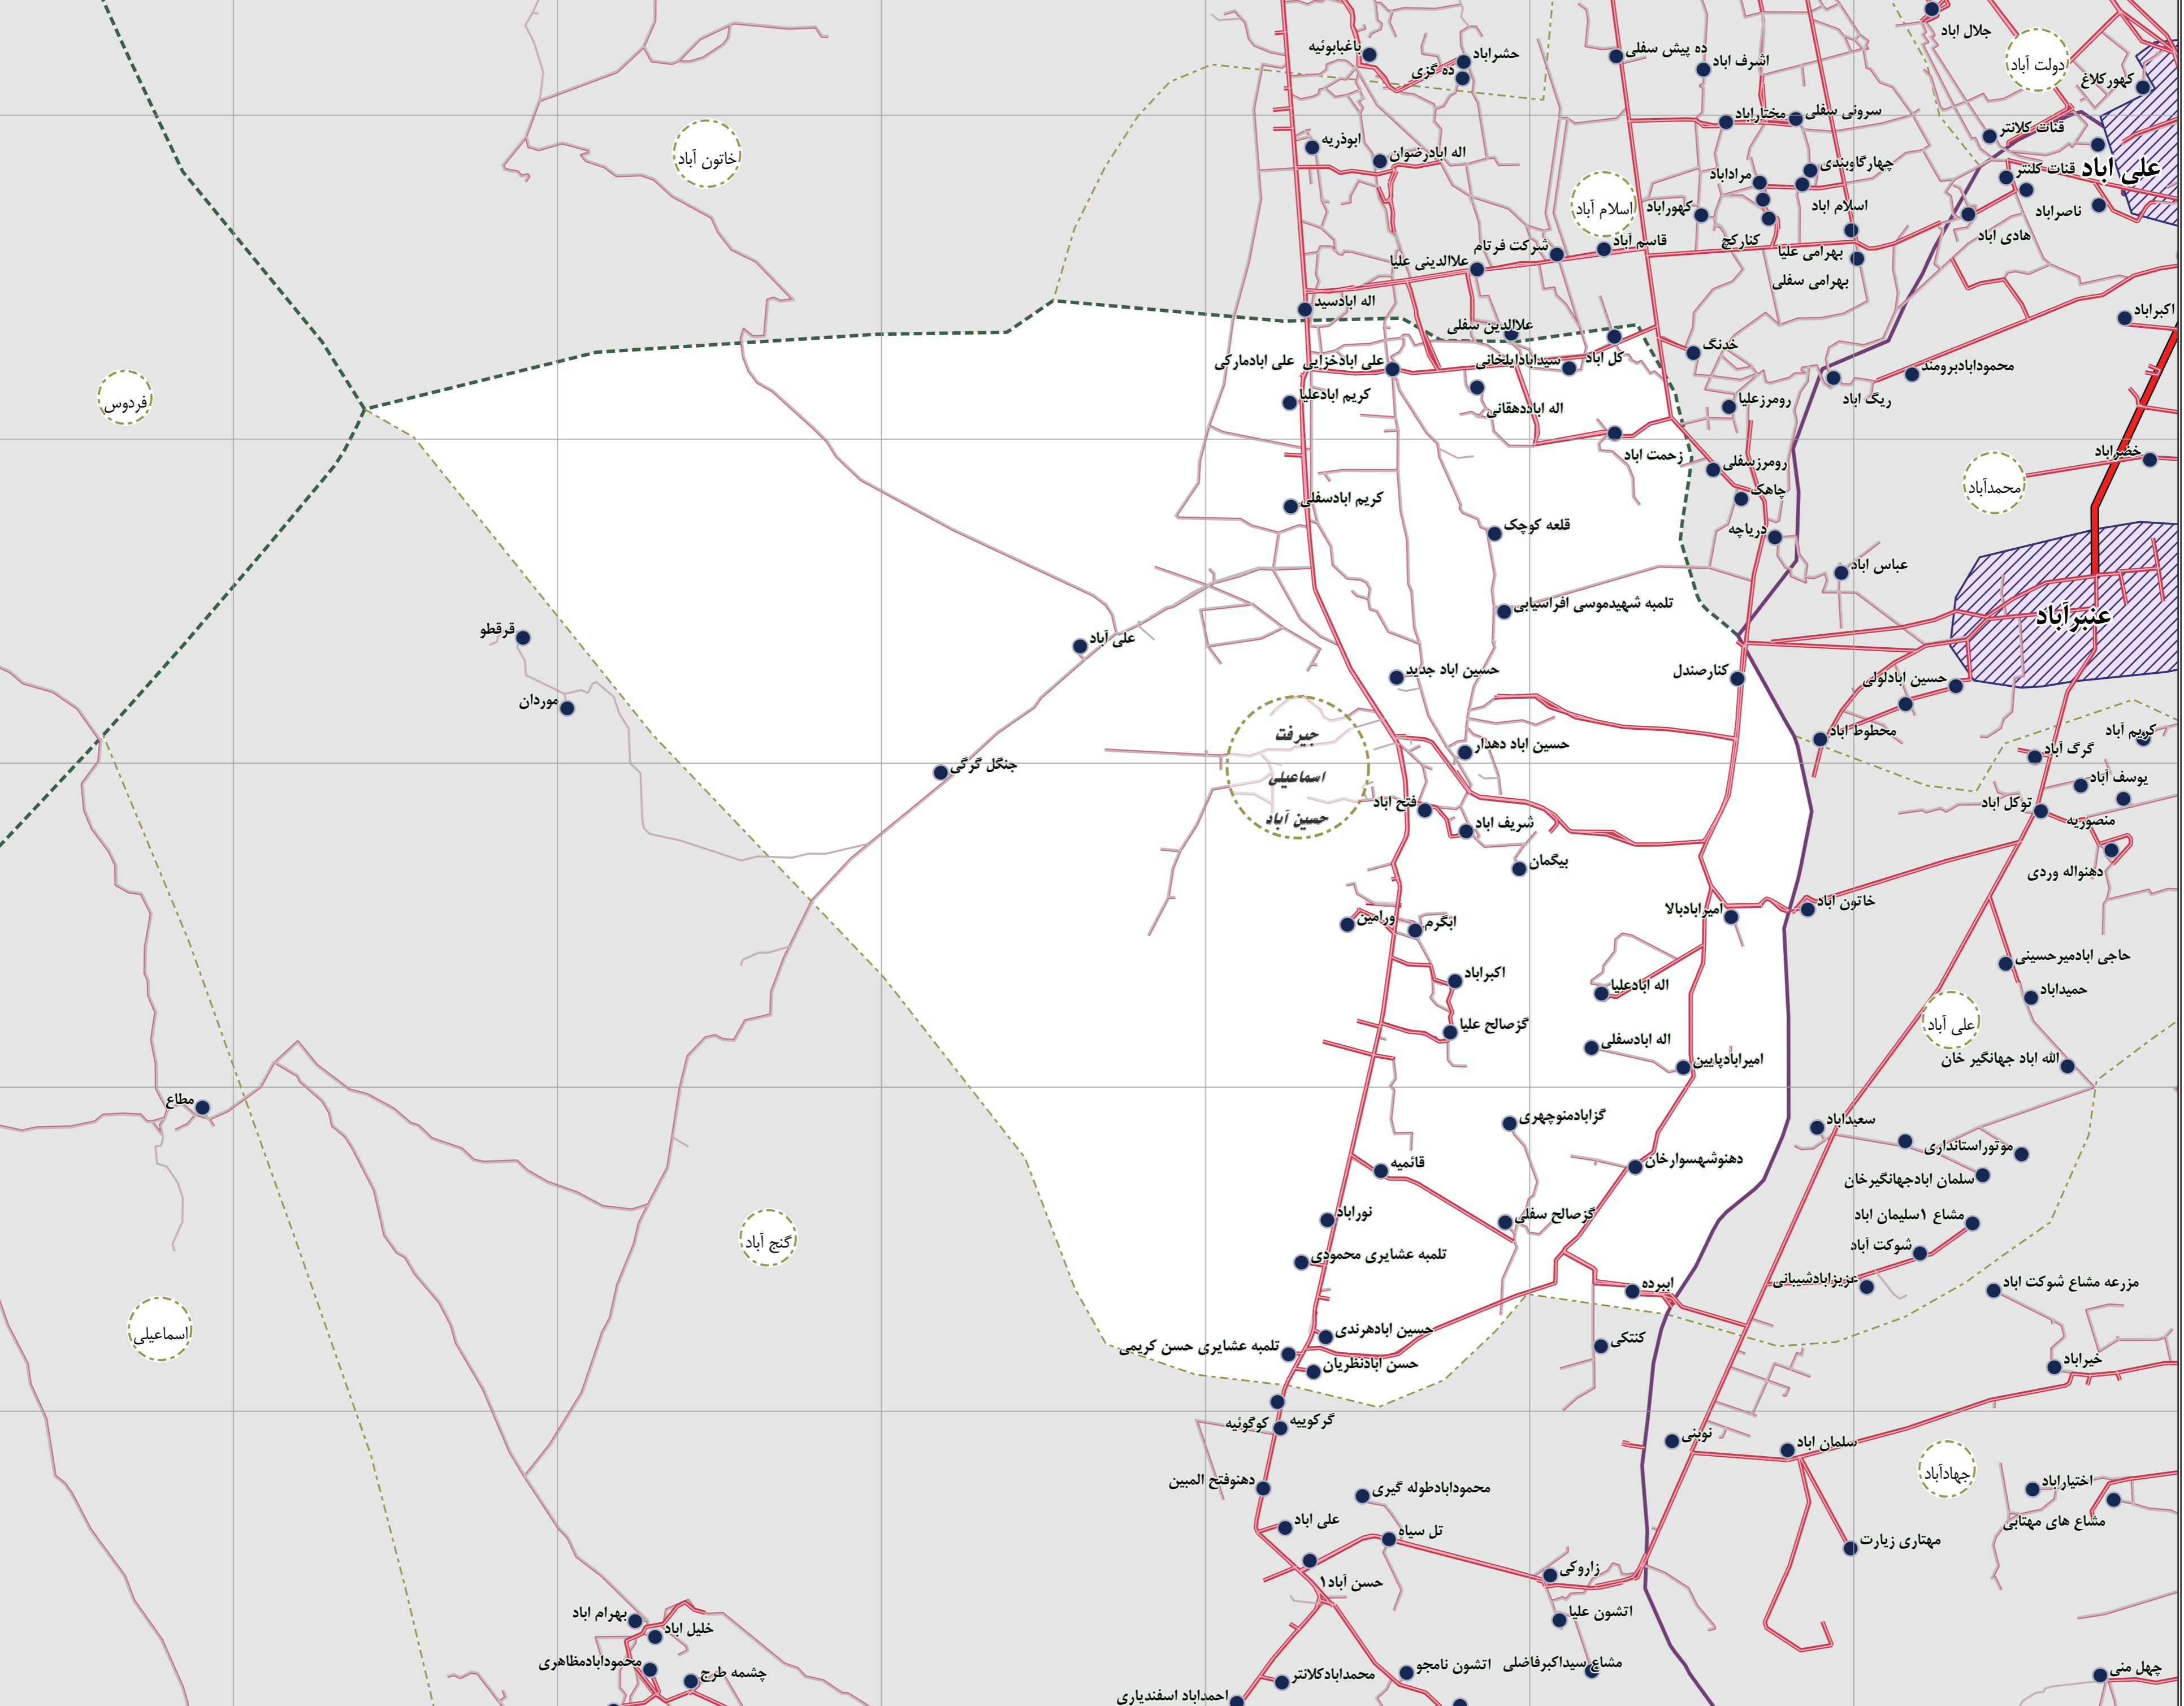 جلال اباد
باغبابوئیه
حشراباد
ده پیش سفلی
اشرف اباد
دولت آباد
ده گزی
کهورکلاغ
مختاراباد
سرونی سفلی
قنات کلانتر
ابوذریه
خاتون آباد
اله ابادرضوان
چهارگاوبندی
علی اباد
قنات کلنتر
مراداباد
اسلام آباد
کهوراباد
اسلام اباد
ناصراباد
هادی اباد
قاسم آباد
کنارکچ
شرکت فرتام
بهرامی علیا
علاالدینی علیا
بهرامی سفلی
اله ابادسید
اکبراباد
علاالدین سفلی
خدنگ
علی ابادمارکی
علی ابادخزایی
سیدابادایلخانی
کل اباد
محمودابادبرومند
کریم ابادعلیا
رومرزعلیا
ریگ اباد
فردوس
اله اباددهقانی
زحمت اباد
خضراباد
رومرزسفلی
محمدآباد
چاهک
کریم ابادسفلی
قلعه کوچک
دریاچه
عباس اباد
تلمبه شهیدموسی افراسیابی
عنبرآباد
قرقطو
علی آباد
حسین اباد جدید
کنارصندل
حسین ابادلولی
موردان
محطوط اباد
کریم آباد
جیرفت
اسماعیلی
حسین آباد
حسین اباد دهدار
گرگ آباد
جنگل گرگی
یوسف آباد
فتح اباد
توکل اباد
شریف اباد
منصوریه
بیگمان
دهنواله وردی
ورامین
ابگرم
امیرابادبالا
خاتون اباد
حاجی ابادمیرحسینی
اکبراباد
اله ابادعلیا
حمیداباد
گزصالح علیا
علی آباد
اله ابادسفلی
امیرابادپایین
الله اباد جهانگیر خان
مطاع
گزابادمنوچهری
سعیداباد
موتوراستانداری
قائمیه
دهنوشهسوارخان
سلمان ابادجهانگیرخان
نوراباد
گزصالح سفلی
مشاع ۱سلیمان اباد
گنج آباد
تلمبه عشایری محمودی
شوکت آباد
ابپرده
عزیزابادشیبانی
مزرعه مشاع شوکت اباد
اسماعیلی
حسین ابادهرندی
کنتکی
تلمبه عشایری حسن کریمی
حسن ابادنظریان
خیراباد
گرکوییه
کوگوئیه
نوبنی
سلمان اباد
جهادآباد
دهنوفتح المبین
محمودابادطوله گیری
اختیاراباد
علی اباد
تل سیاه
مشاع های مهتابی
مهتاری زیارت
زاروکی
حسن آباد۱
بهرام اباد
خلیل اباد
اتشون علیا
محمودابادمظاهری
چشمه طرج
محمدابادکلانتر
اتشون نامجو
مشاع سیداکبرفاضلی
چهل منی
احمداباد اسفندیاری